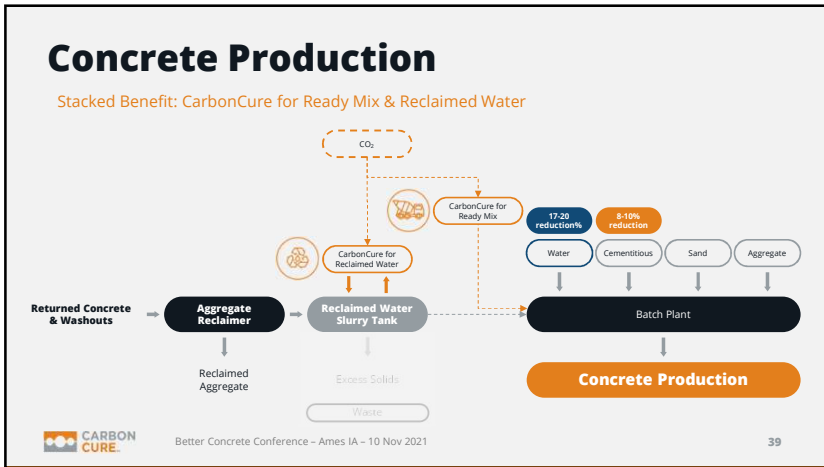 Concrete Production
Stacked Benefit: CarbonCure for Ready Mix & Reclaimed Water
CO₂
CarbonCure for
Ready Mix
17-20
reduction%
8-10%
reduction
CarbonCure for
Reclaimed Water
Water
Cementitious
Sand
Aggregate
Returned Concrete
& Washouts
Aggregate
Reclaimer
Reclaimed Water
Slurry Tank
Batch Plant
Reclaimed
Aggregate
Excess Solids
Waste
Concrete Production
CARBON
CURE™
Better Concrete Conference – Ames IA – 10 Nov 2021
39